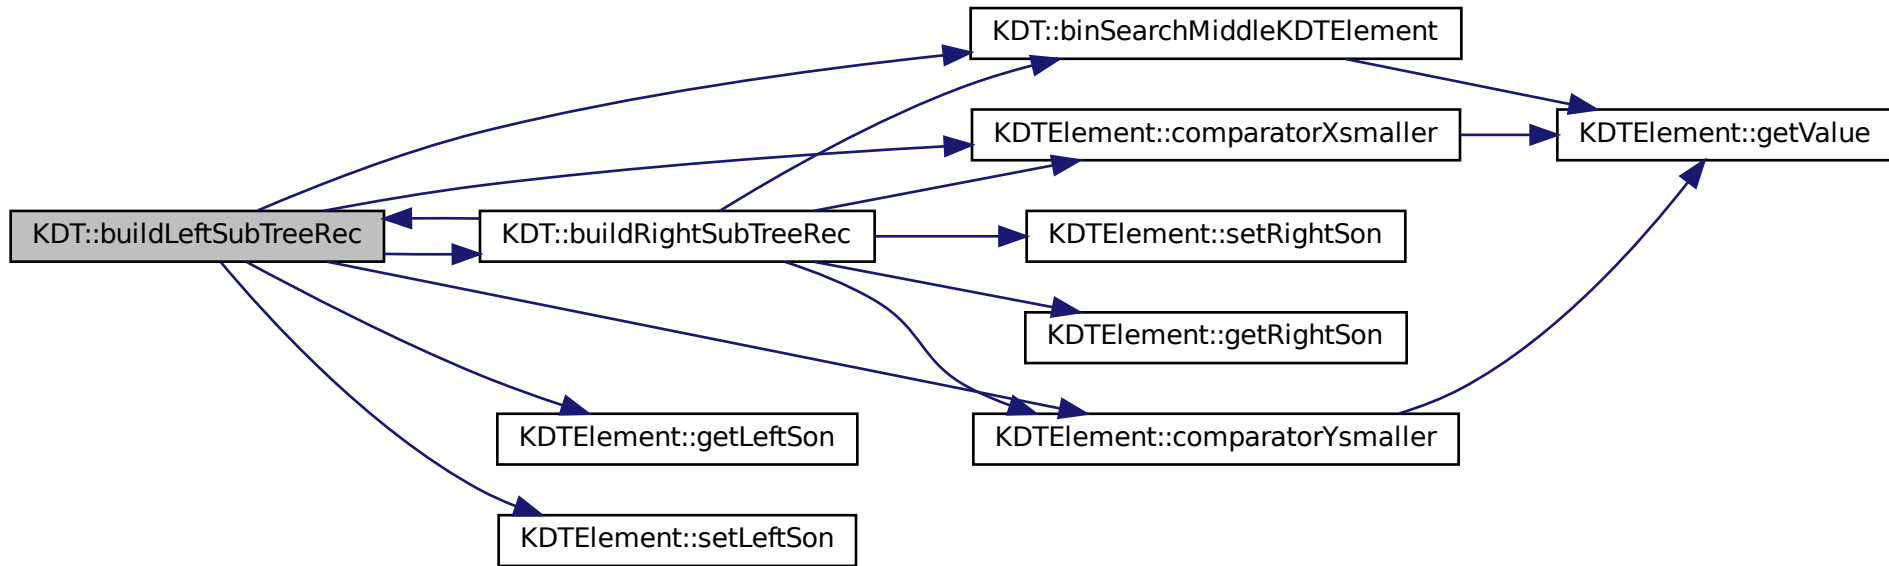 KDT::binSearchMiddleKDTElement
KDTElement::comparatorXsmaller
KDTElement::getValue
KDT::buildLeftSubTreeRec
KDT::buildRightSubTreeRec
KDTElement::setRightSon
KDTElement::getRightSon
KDTElement::getLeftSon
KDTElement::comparatorYsmaller
KDTElement::setLeftSon